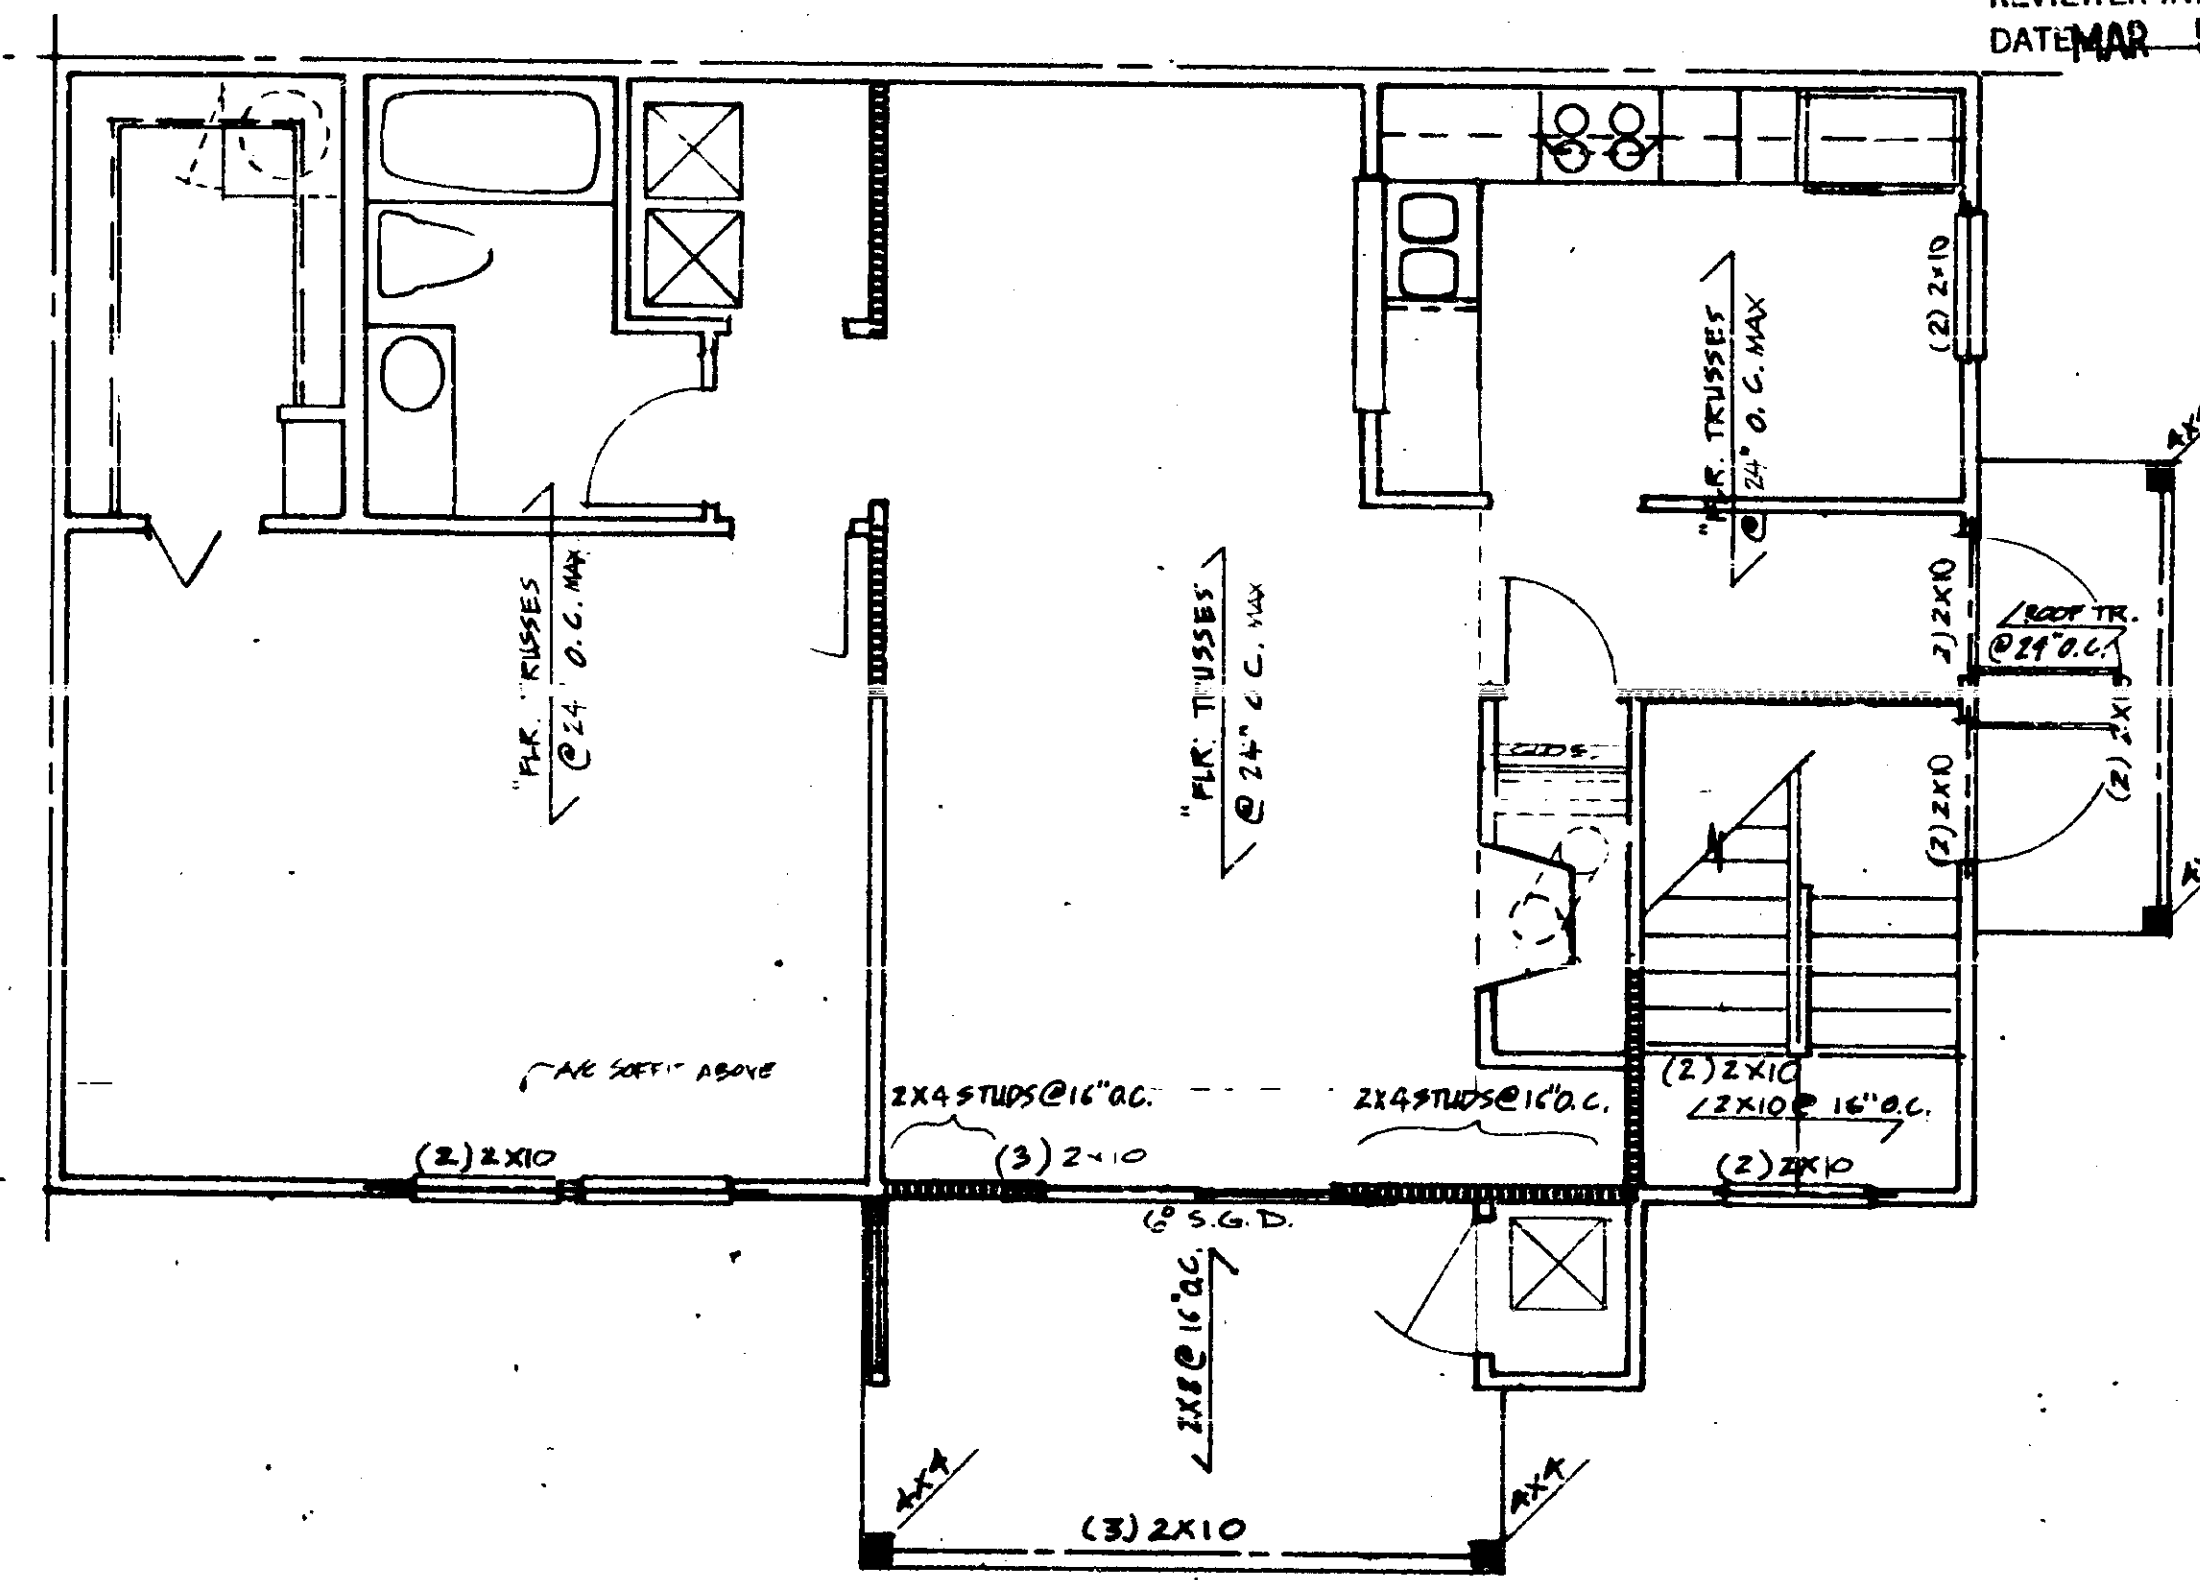 DATE MAR
(2) 2X10
"FLR. TRUSSES
@ 24" O.C. MAX
"FLR. TRUSSES
@ 24" O.C. MAX
"FLR. TRUSSES
@ 24" O.C. MAX
2) 2X10
ROOF TR.
@ 24" O.C.
(2) 2X10
(2) 2X1
A/C SOFFIT ABOVE
2X4 STUDS @ 16" O.C.
2X4 STUDS @ 16" O.C.
(2) 2X10
2X10 @ 16" O.C.
(2) 2X10
(3) 2X10
(2) 2X10
6⁰ S.G.D.
2X8 @ 16" O.C.
4X4
4X4
(3) 2X10